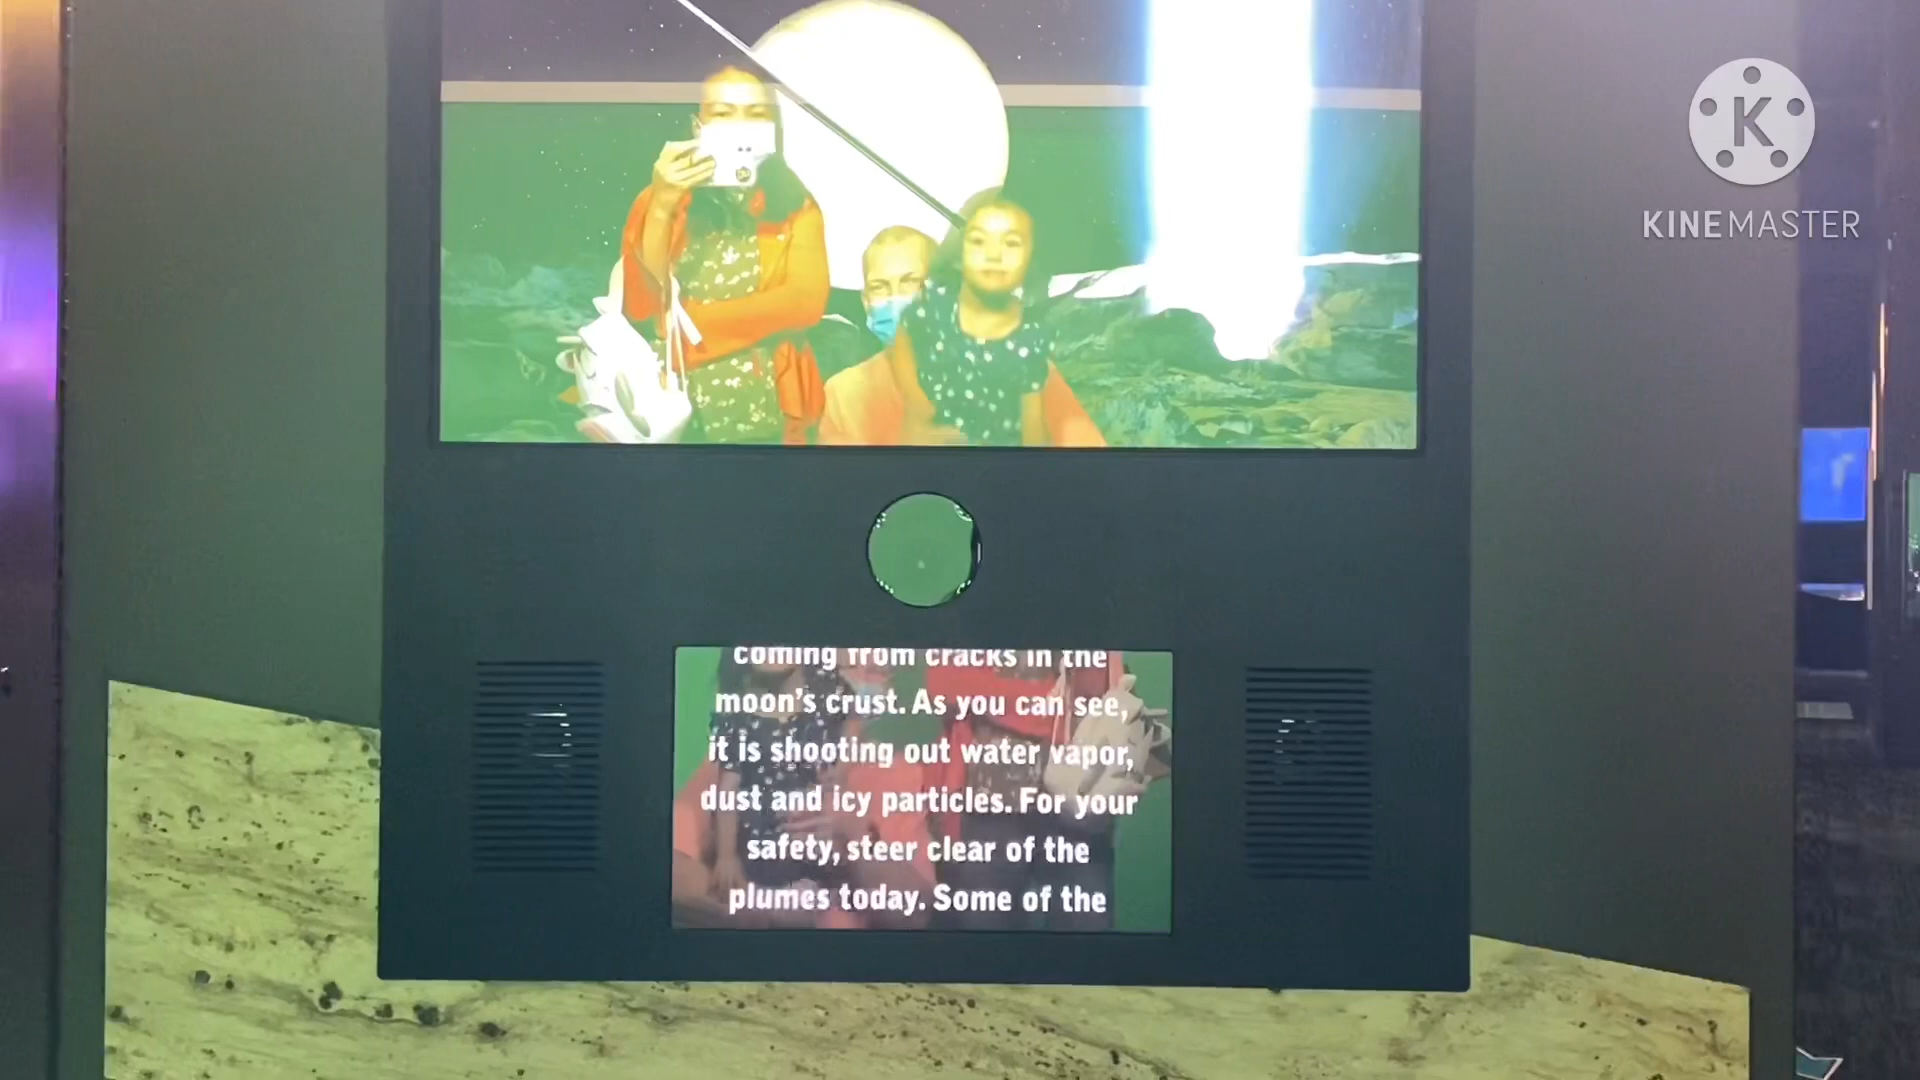 K
KINEMASTER
coming from cracks in the
moon's crust. As you can see,
it is shooting out water vapor,
dust and icy particles. For your
safety, steer clear of the
plumes today. Some of the